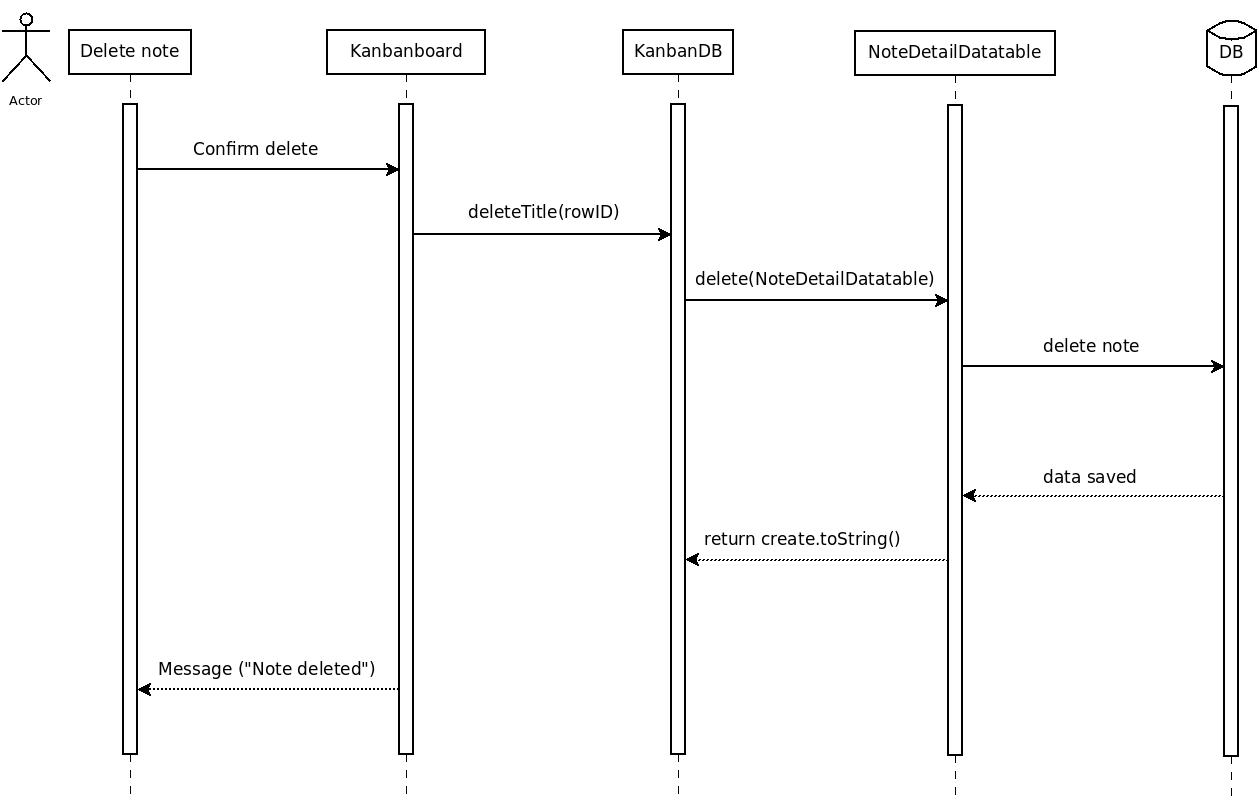 Delete note
Kanbanboard
KanbanDB
NoteDetailDatatable
DB
Actor
Confirm delete
deleteTitle(rowID)
delete(NoteDetailDatatable)
delete note
data saved
return create.toString()
Message ("Note deleted")